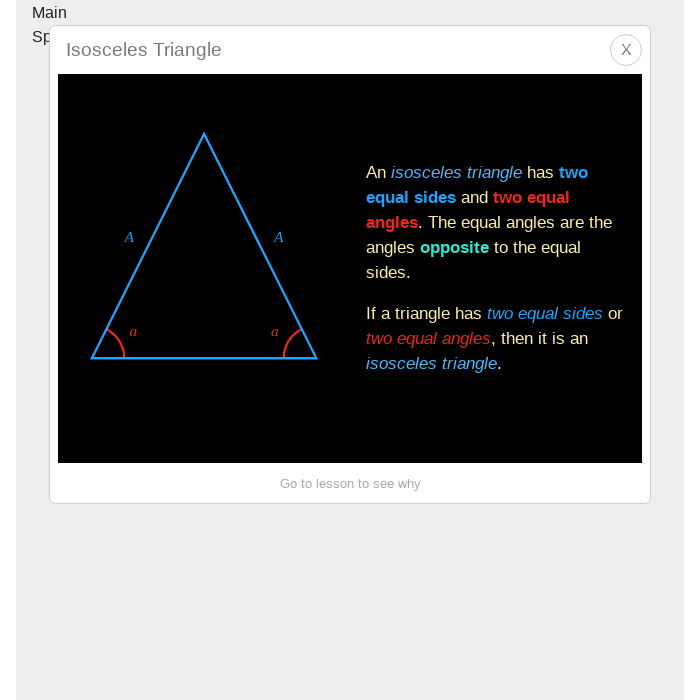 Main
Sp
Isosceles Triangle
X
A
A
a
a
An isosceles triangle has two
equal sides and two equal
angles. The equal angles are the
angles opposite to the equal
sides.
If a triangle has two equal sides or
two equal angles, then it is an
isosceles triangle.
Go to lesson to see why